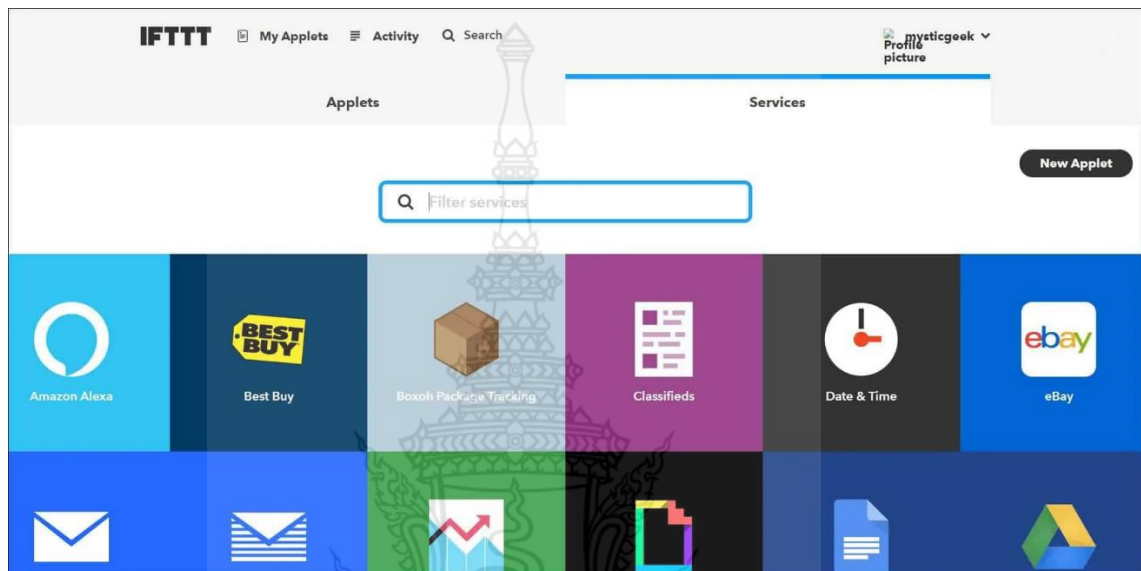 IFTTT My Applets Activity Search mysticgeek
Profile
picture
Applets Services
New Applet
Filter services
BEST
BUY
ebay
Amazon Alexa Best Buy Boxoh Package Tracking Classifieds Date & Time eBay